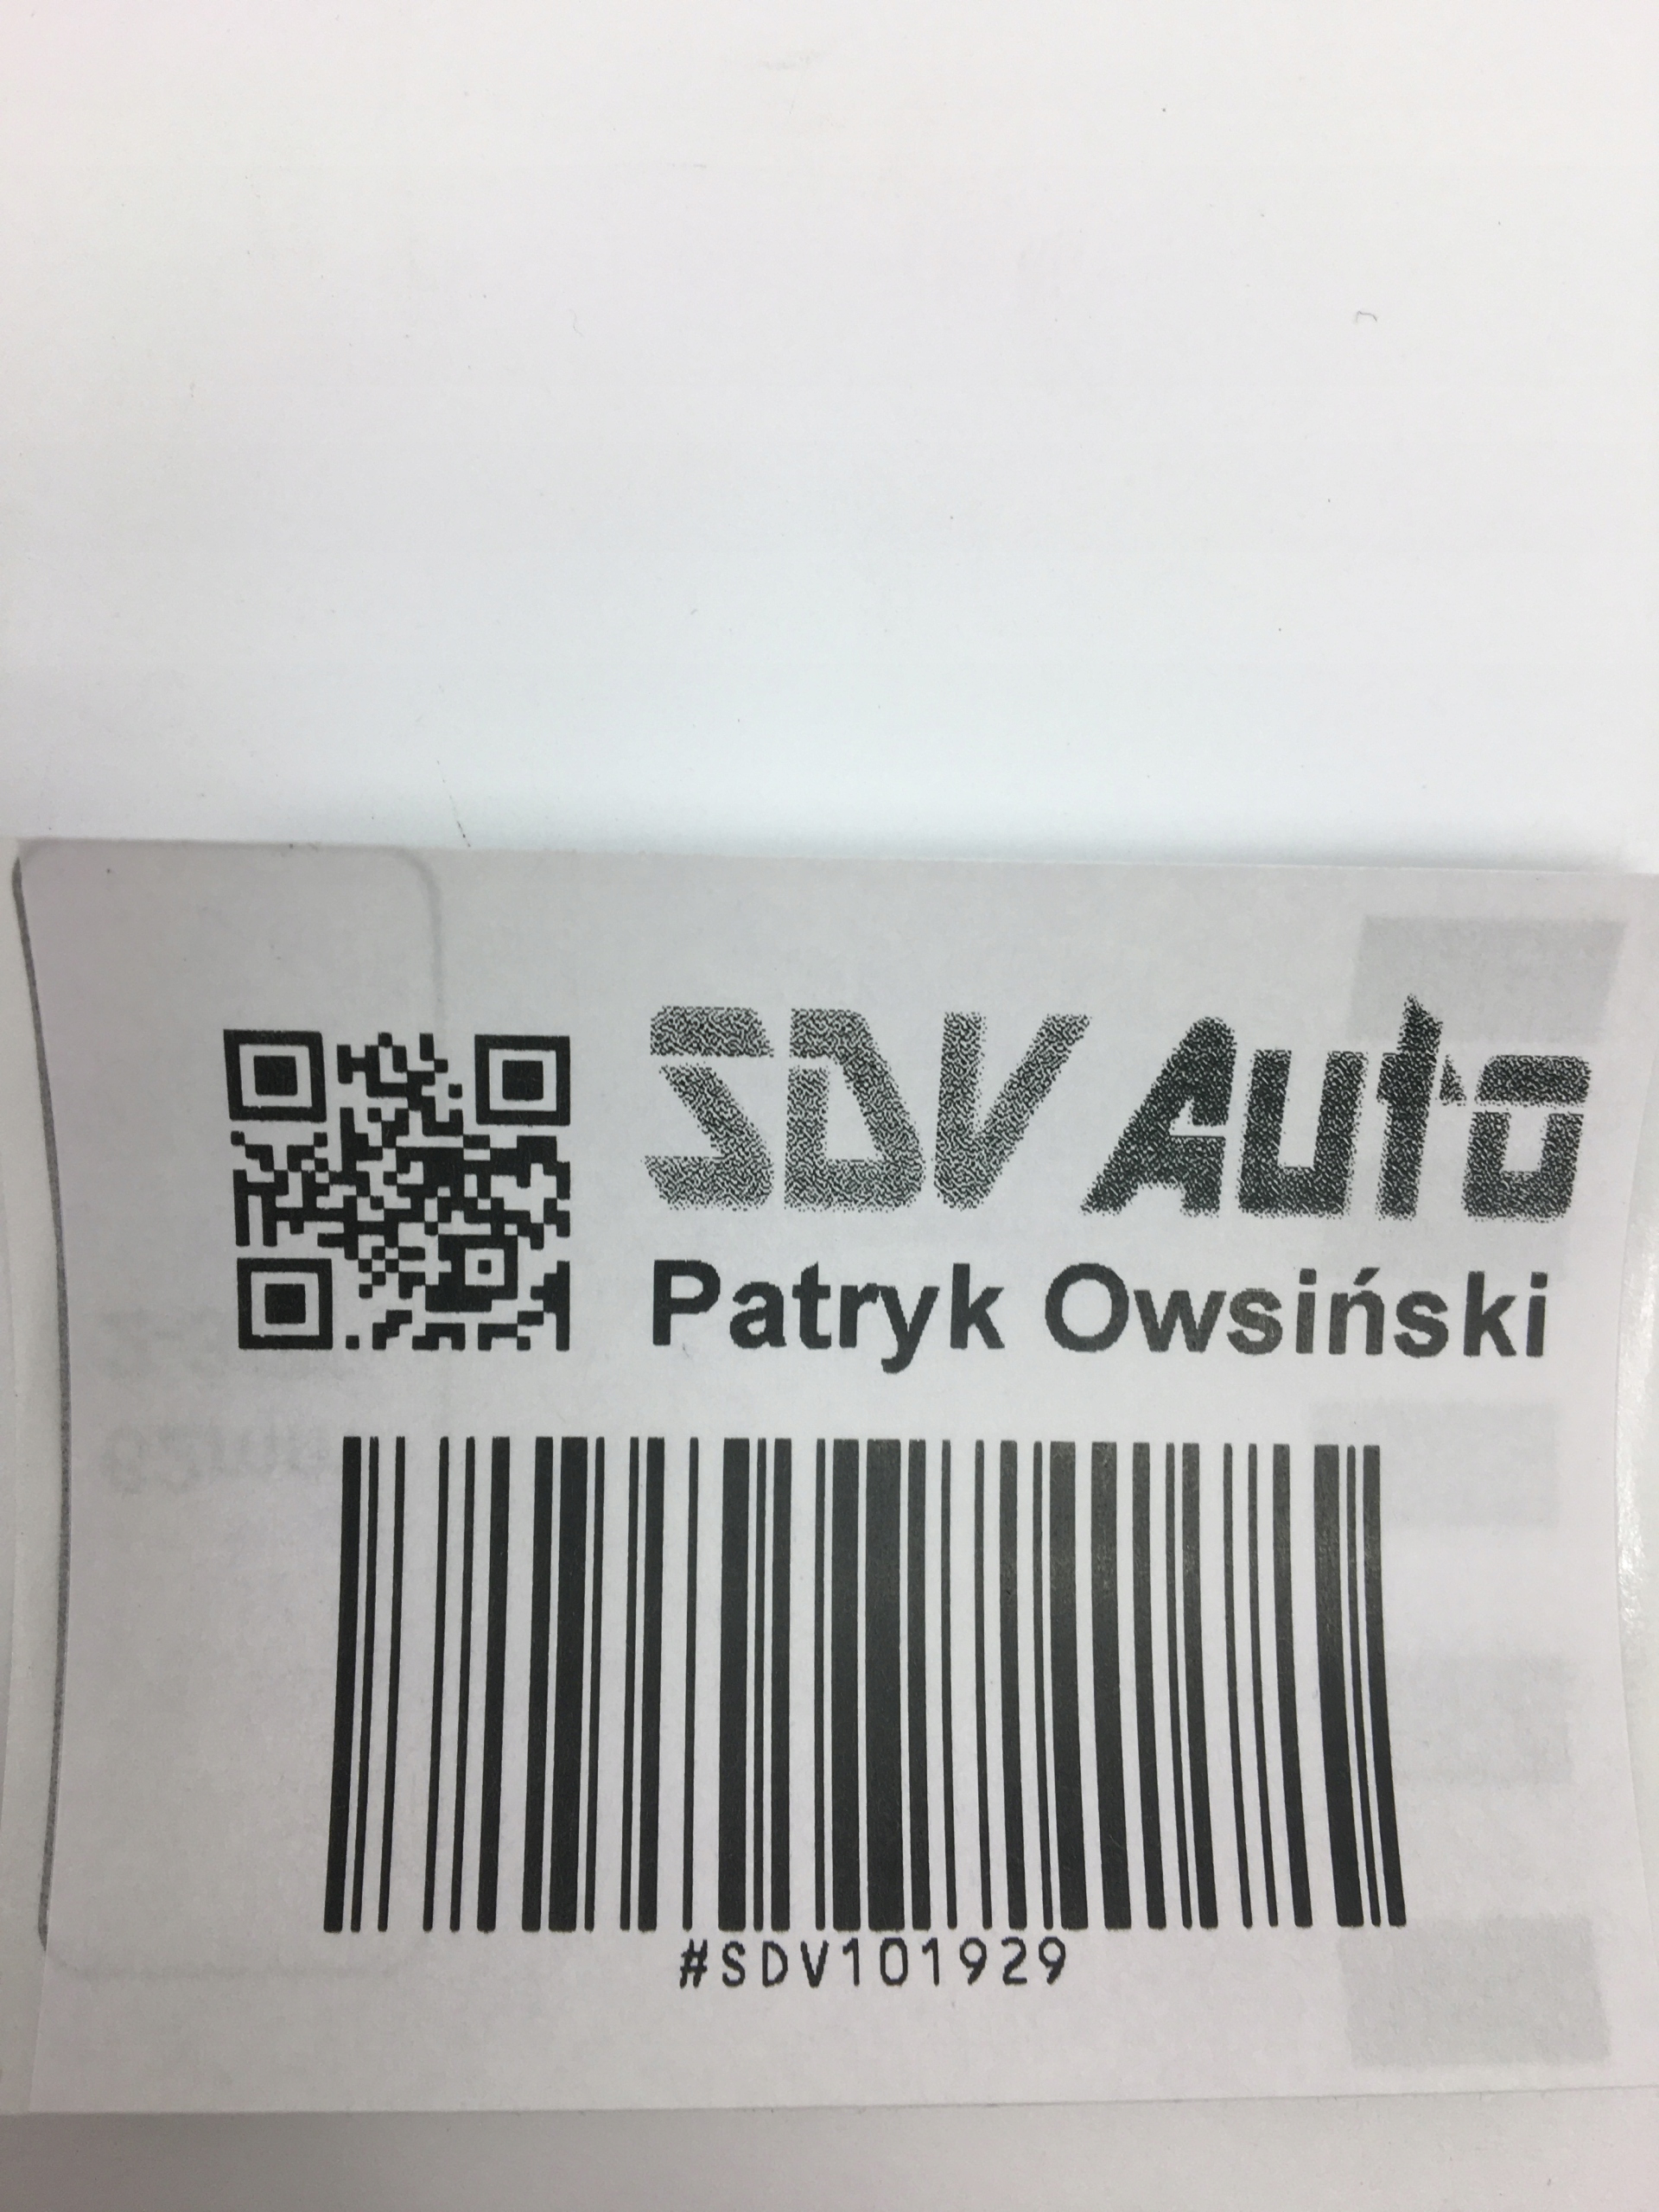 SDV Auto
Patryk Owsiński
#SDV101929